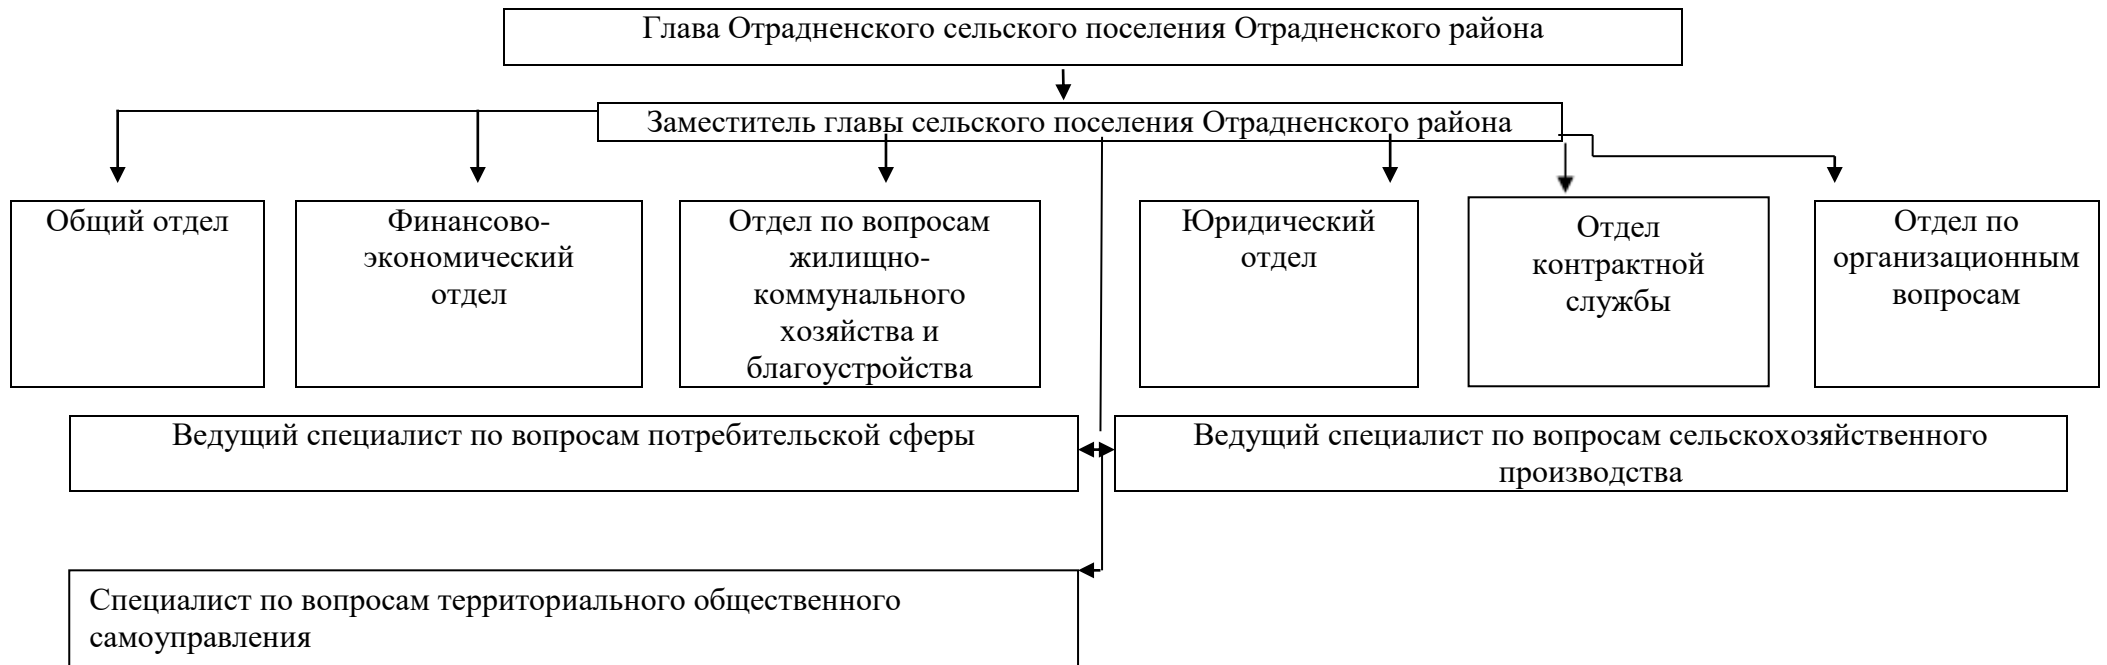 Глава Отрадненского сельского поселения Отрадненского района
Заместитель главы сельского поселения Отрадненского района
Общий отдел
Финансово-
экономический
отдел
Отдел по вопросам
жилищно-
коммунального
хозяйства и
благоустройства
Юридический
отдел
Отдел
контрактной
службы
Отдел по
организационным
вопросам
Ведущий специалист по вопросам потребительской сферы
Ведущий специалист по вопросам сельскохозяйственного
производства
Специалист по вопросам территориального общественного
самоуправления